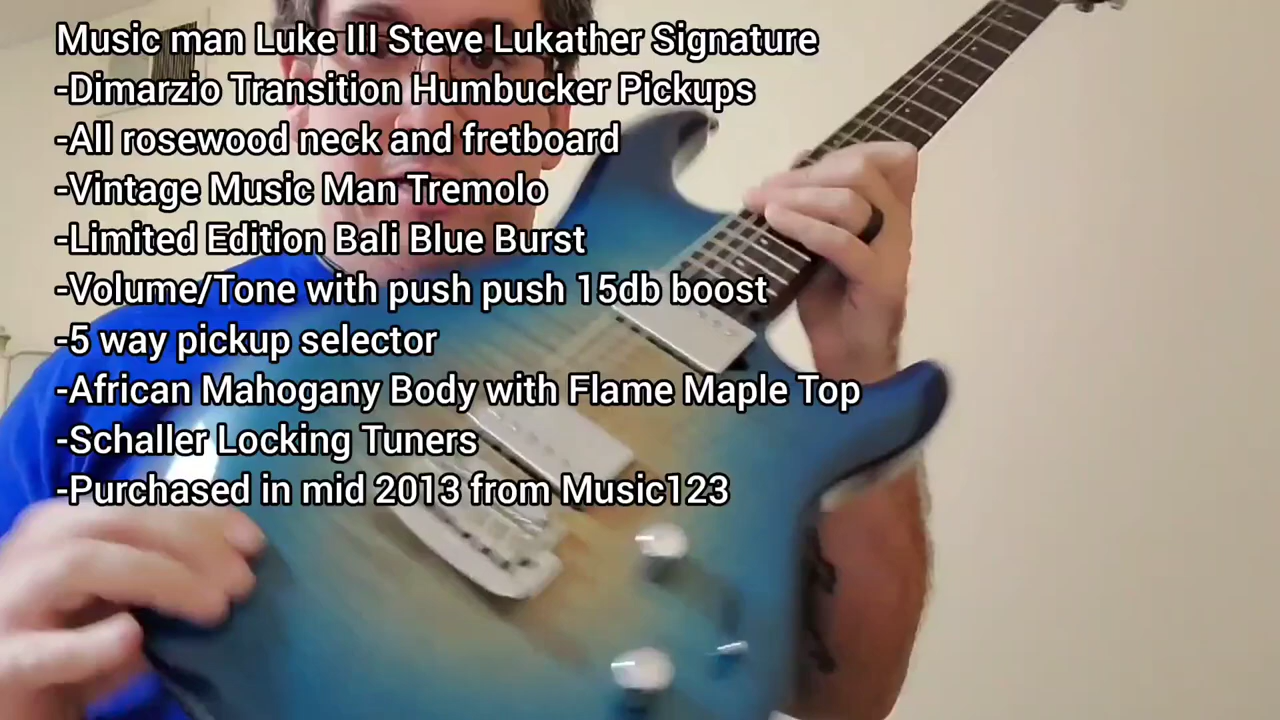 Music man Luke III Steve Lukather Signature
-Dimarzio Transition Humbucker Pickups
-All rosewood neck and fretboard
-Vintage Music Man Tremolo
-Limited Edition Bali Blue Burst
-Volume/Tone with push push 15db boost
-5 way pickup selector
-African Mahogany Body with Flame Maple Top
-Schaller Locking Tuners
-Purchased in mid 2013 from Music123